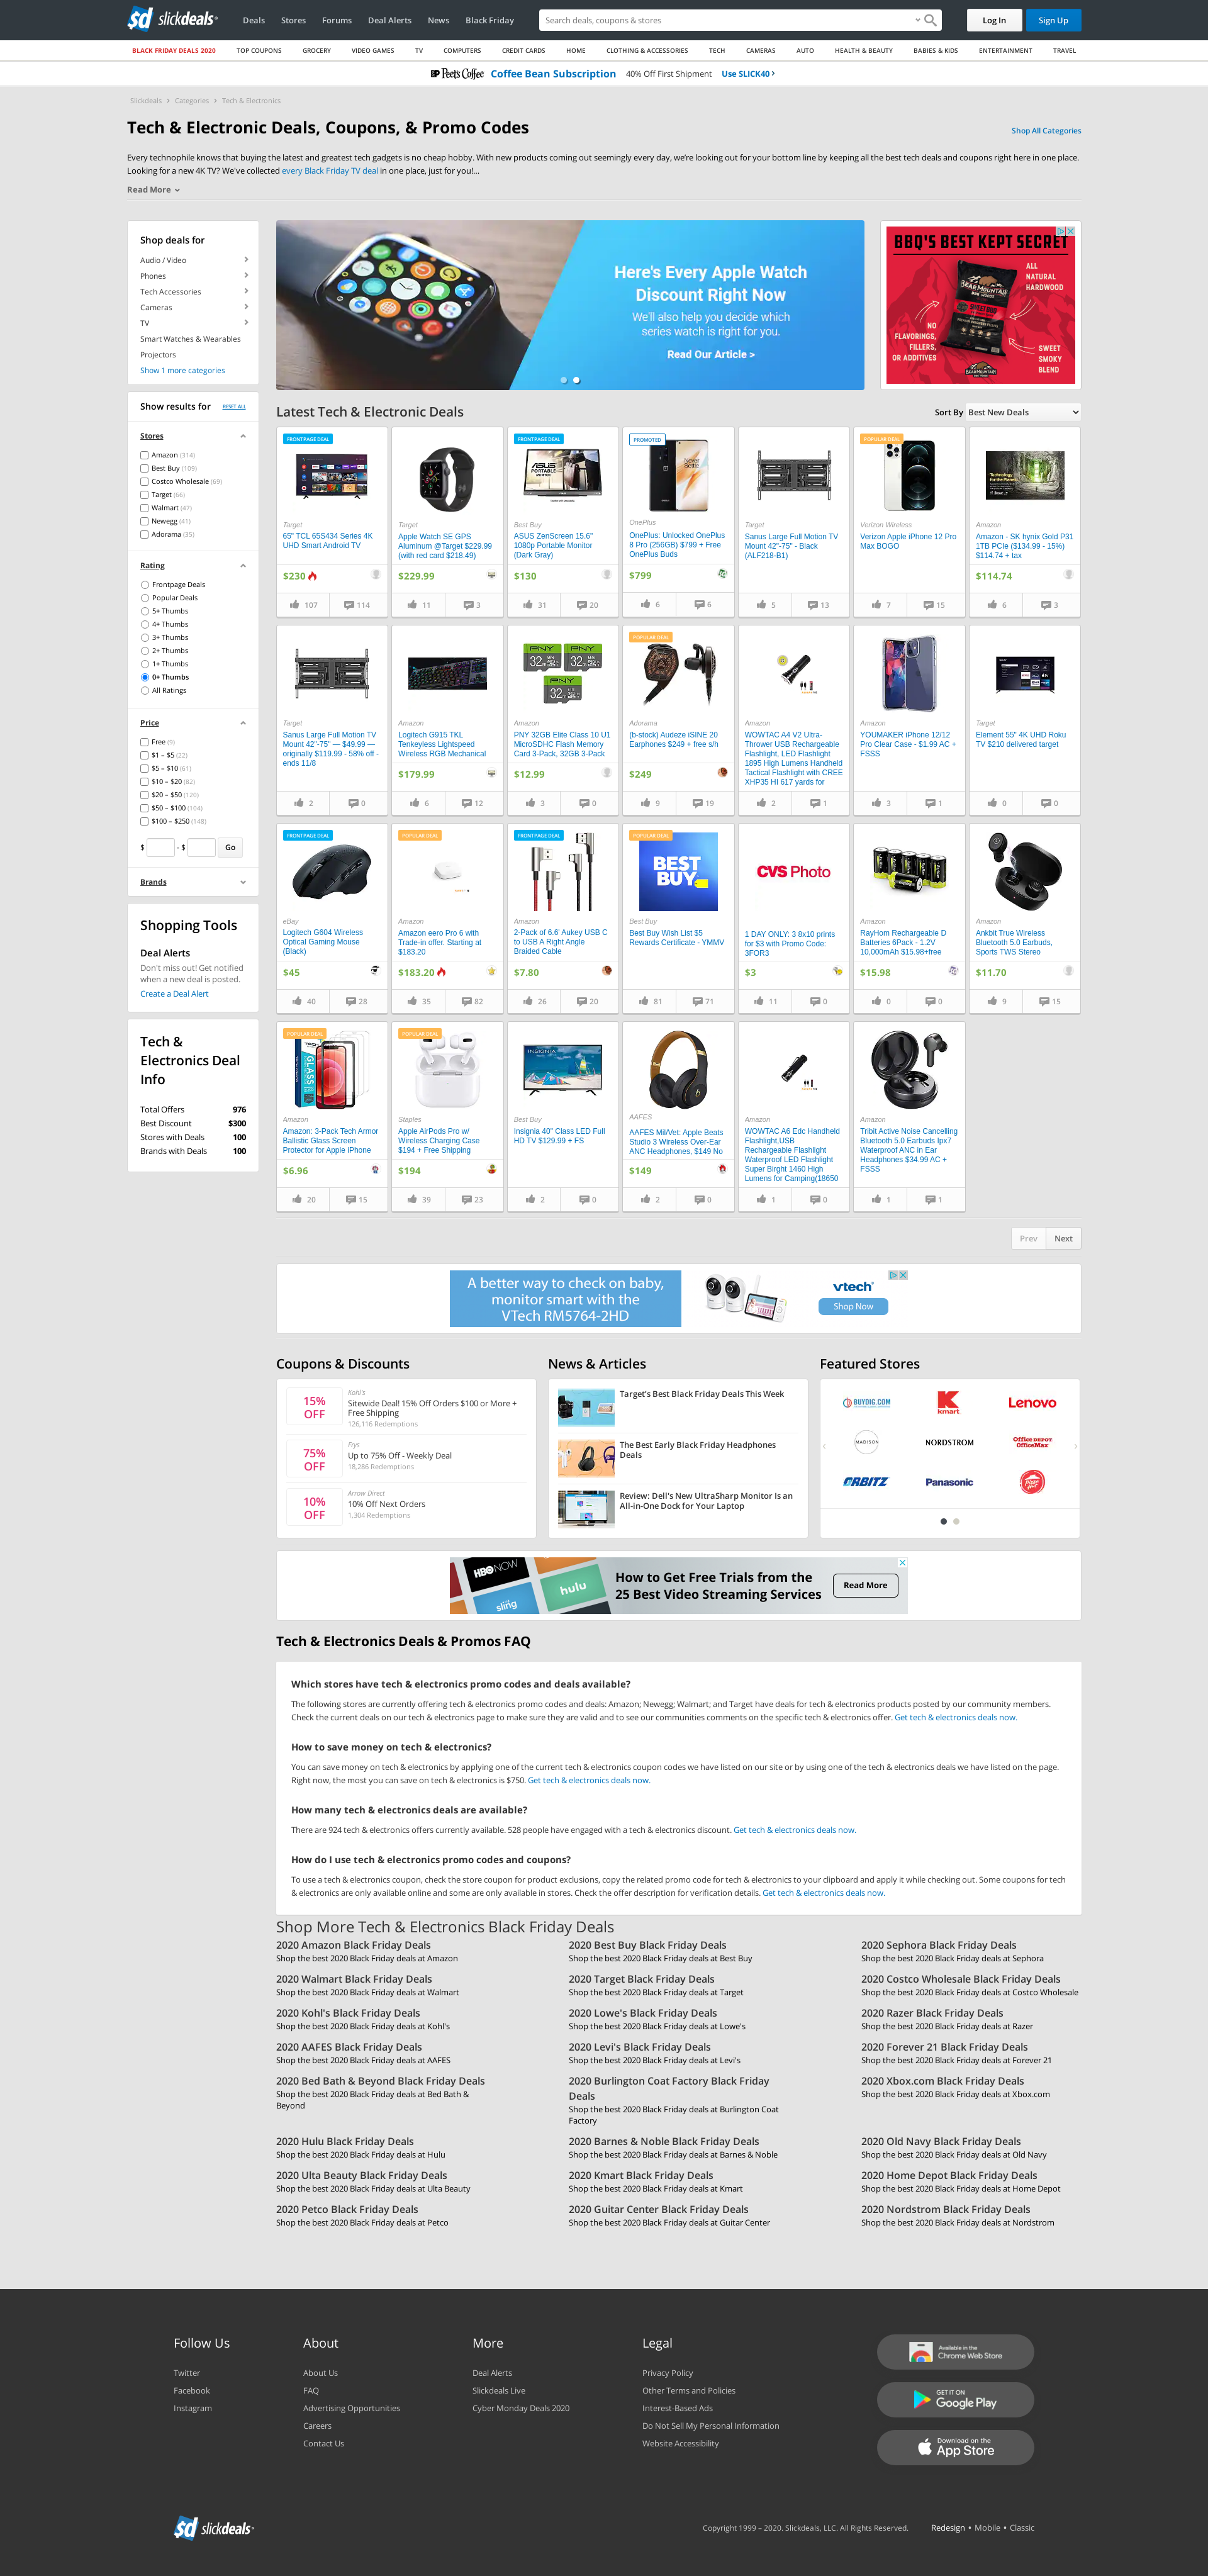 slickdeals
Deals
Stores
Forums
Deal Alerts
News
Black Friday
Search deals, coupons & stores
Log In
Sign Up
BLACK FRIDAY DEALS 2020
TOP COUPONS
GROCERY
VIDEO GAMES
TV
COMPUTERS
CREDIT CARDS
HOME
CLOTHING & ACCESSORIES
TECH
CAMERAS
AUTO
HEALTH & BEAUTY
BABIES & KIDS
ENTERTAINMENT
TRAVEL
Peet's Coffee Coffee Bean Subscription 40% Off First Shipment Use SLICK40
Slickdeals
Categories
Tech & Electronics
Tech & Electronic Deals, Coupons, & Promo Codes
Shop All Categories
Every technophile knows that buying the latest and greatest tech gadgets is no cheap hobby. With new products coming out seemingly every day, we're looking out for your bottom line by keeping all the best tech deals and coupons right here in one place.
Looking for a new 4K TV? We've collected every Black Friday TV deal in one place, just for you!...
Read More
Shop deals for
Audio / Video
Phones
Tech Accessories
Cameras
TV
Smart Watches & Wearables
Projectors
Show 1 more categories
Show results for
RESET ALL
Stores
Amazon (314)
Best Buy (109)
Costco Wholesale (69)
Target (66)
Walmart (47)
Newegg (41)
Adorama (35)
Rating
Frontpage Deals
Popular Deals
5+ Thumbs
4+ Thumbs
3+ Thumbs
2+ Thumbs
1+ Thumbs
0+ Thumbs
All Ratings
Price
Free (9)
$1 – $5 (22)
$5 – $10 (61)
$10 – $20 (82)
$20 – $50 (120)
$50 – $100 (104)
$100 – $250 (148)
$ - $ Go
Brands
Shopping Tools
Deal Alerts
Don't miss out! Get notified
when a new deal is posted.
Create a Deal Alert
Tech &
Electronics Deal
Info
Total Offers 976
Best Discount $300
Stores with Deals 100
Brands with Deals 100
Here's Every Apple Watch
Discount Right Now
We'll also help you decide which
series watch is right for you.
Read Our Article >
BBQ'S BEST KEPT SECRET
ALL
NATURAL
HARDWOOD
NO
FLAVORINGS,
FILLERS,
OR ADDITIVES
SWEET
SMOKY
BLEND
BEAR MOUNTAIN
Latest Tech & Electronic Deals
Sort By
Best New Deals
FRONTPAGE DEAL
Target
65" TCL 65S434 Series 4K
UHD Smart Android TV
$230
107
114
Target
Apple Watch SE GPS
Aluminum @Target $229.99
(with red card $218.49)
$229.99
11
3
FRONTPAGE DEAL
ASUS
PORTABLE
Best Buy
ASUS ZenScreen 15.6"
1080p Portable Monitor
(Dark Gray)
$130
31
20
PROMOTED
Never
Settle
OnePlus
OnePlus: Unlocked OnePlus
8 Pro (256GB) $799 + Free
OnePlus Buds
$799
6
6
Target
Sanus Large Full Motion TV
Mount 42"-75" - Black
(ALF218-B1)
5
13
POPULAR DEAL
Verizon Wireless
Verizon Apple iPhone 12 Pro
Max BOGO
7
15
Amazon
Amazon - SK hynix Gold P31
1TB PCIe ($134.99 - 15%)
$114.74 + tax
$114.74
6
3
Target
Sanus Large Full Motion TV
Mount 42"-75" — $49.99 —
originally $119.99 - 58% off -
ends 11/8
2
0
Amazon
Logitech G915 TKL
Tenkeyless Lightspeed
Wireless RGB Mechanical
$179.99
6
12
PNY
32
PNY
32
PNY
32
Amazon
PNY 32GB Elite Class 10 U1
MicroSDHC Flash Memory
Card 3-Pack, 32GB 3-Pack
$12.99
3
0
POPULAR DEAL
Adorama
(b-stock) Audeze iSINE 20
Earphones $249 + free s/h
$249
9
19
Amazon
WOWTAC A4 V2 Ultra-
Thrower USB Rechargeable
Flashlight, LED Flashlight
1895 High Lumens Handheld
Tactical Flashlight with CREE
XHP35 HI 617 yards for
2
1
Amazon
YOUMAKER iPhone 12/12
Pro Clear Case - $1.99 AC +
FSSS
3
1
Target
Element 55" 4K UHD Roku
TV $210 delivered target
0
0
FRONTPAGE DEAL
eBay
Logitech G604 Wireless
Optical Gaming Mouse
(Black)
$45
40
28
POPULAR DEAL
Amazon
Amazon eero Pro 6 with
Trade-in offer. Starting at
$183.20
$183.20
35
82
FRONTPAGE DEAL
Amazon
2-Pack of 6.6' Aukey USB C
to USB A Right Angle
Braided Cable
$7.80
26
20
POPULAR DEAL
BEST
BUY
Best Buy
Best Buy Wish List $5
Rewards Certificate - YMMV
81
71
CVS Photo
1 DAY ONLY: 3 8x10 prints
for $3 with Promo Code:
3FOR3
$3
11
0
Amazon
RayHom Rechargeable D
Batteries 6Pack - 1.2V
10,000mAh $15.98+free
$15.98
0
0
Amazon
Ankbit True Wireless
Bluetooth 5.0 Earbuds,
Sports TWS Stereo
$11.70
9
15
POPULAR DEAL
GLASS
Amazon
Amazon: 3-Pack Tech Armor
Ballistic Glass Screen
Protector for Apple iPhone
$6.96
20
15
POPULAR DEAL
Staples
Apple AirPods Pro w/
Wireless Charging Case
$194 + Free Shipping
$194
39
23
INSIGNIA
Best Buy
Insignia 40" Class LED Full
HD TV $129.99 + FS
2
0
AAFES
AAFES Mil/Vet: Apple Beats
Studio 3 Wireless Over-Ear
ANC Headphones, $149 No
$149
2
0
Amazon
WOWTAC A6 Edc Handheld
Flashlight,USB
Rechargeable Flashlight
Waterproof LED Flashlight
Super Birght 1460 High
Lumens for Camping(18650
1
0
Amazon
Tribit Active Noise Cancelling
Bluetooth 5.0 Earbuds Ipx7
Waterproof ANC in Ear
Headphones $34.99 AC +
FSSS
1
1
Prev
Next
A better way to check on baby,
monitor smart with the
VTech RM5764-2HD
vtech
Shop Now
Coupons & Discounts
15%
OFF
Kohl's
Sitewide Deal! 15% Off Orders $100 or More +
Free Shipping
126,116 Redemptions
75%
OFF
Frys
Up to 75% Off - Weekly Deal
18,286 Redemptions
10%
OFF
Arrow Direct
10% Off Next Orders
1,304 Redemptions
News & Articles
Target's Best Black Friday Deals This Week
The Best Early Black Friday Headphones
Deals
Review: Dell's New UltraSharp Monitor Is an
All-in-One Dock for Your Laptop
Featured Stores
BUYDIG.COM
kmart
Lenovo
MADISON
NORDSTROM
Office DEPOT
OfficeMax
ORBITZ
Panasonic
HBO NOW
hulu
sling
How to Get Free Trials from the
25 Best Video Streaming Services
Read More
Tech & Electronics Deals & Promos FAQ
Which stores have tech & electronics promo codes and deals available?
The following stores are currently offering tech & electronics promo codes and deals: Amazon; Newegg; Walmart; and Target have deals for tech & electronics products posted by our community members.
Check the current deals on our tech & electronics page to make sure they are valid and to see our communities comments on the specific tech & electronics offer. Get tech & electronics deals now.
How to save money on tech & electronics?
You can save money on tech & electronics by applying one of the current tech & electronics coupon codes we have listed on our site or by using one of the tech & electronics deals we have listed on the page.
Right now, the most you can save on tech & electronics is $750. Get tech & electronics deals now.
How many tech & electronics deals are available?
There are 924 tech & electronics offers currently available. 528 people have engaged with a tech & electronics discount. Get tech & electronics deals now.
How do I use tech & electronics promo codes and coupons?
To use a tech & electronics coupon, check the store coupon for product exclusions, copy the related promo code for tech & electronics to your clipboard and apply it while checking out. Some coupons for tech
& electronics are only available online and some are only available in stores. Check the offer description for verification details. Get tech & electronics deals now.
Shop More Tech & Electronics Black Friday Deals
2020 Amazon Black Friday Deals
Shop the best 2020 Black Friday deals at Amazon
2020 Best Buy Black Friday Deals
Shop the best 2020 Black Friday deals at Best Buy
2020 Sephora Black Friday Deals
Shop the best 2020 Black Friday deals at Sephora
2020 Walmart Black Friday Deals
Shop the best 2020 Black Friday deals at Walmart
2020 Target Black Friday Deals
Shop the best 2020 Black Friday deals at Target
2020 Costco Wholesale Black Friday Deals
Shop the best 2020 Black Friday deals at Costco Wholesale
2020 Kohl's Black Friday Deals
Shop the best 2020 Black Friday deals at Kohl's
2020 Lowe's Black Friday Deals
Shop the best 2020 Black Friday deals at Lowe's
2020 Razer Black Friday Deals
Shop the best 2020 Black Friday deals at Razer
2020 AAFES Black Friday Deals
Shop the best 2020 Black Friday deals at AAFES
2020 Levi's Black Friday Deals
Shop the best 2020 Black Friday deals at Levi's
2020 Forever 21 Black Friday Deals
Shop the best 2020 Black Friday deals at Forever 21
2020 Bed Bath & Beyond Black Friday Deals
Shop the best 2020 Black Friday deals at Bed Bath &
Beyond
2020 Burlington Coat Factory Black Friday
Deals
Shop the best 2020 Black Friday deals at Burlington Coat
Factory
2020 Xbox.com Black Friday Deals
Shop the best 2020 Black Friday deals at Xbox.com
2020 Hulu Black Friday Deals
Shop the best 2020 Black Friday deals at Hulu
2020 Barnes & Noble Black Friday Deals
Shop the best 2020 Black Friday deals at Barnes & Noble
2020 Old Navy Black Friday Deals
Shop the best 2020 Black Friday deals at Old Navy
2020 Ulta Beauty Black Friday Deals
Shop the best 2020 Black Friday deals at Ulta Beauty
2020 Kmart Black Friday Deals
Shop the best 2020 Black Friday deals at Kmart
2020 Home Depot Black Friday Deals
Shop the best 2020 Black Friday deals at Home Depot
2020 Petco Black Friday Deals
Shop the best 2020 Black Friday deals at Petco
2020 Guitar Center Black Friday Deals
Shop the best 2020 Black Friday deals at Guitar Center
2020 Nordstrom Black Friday Deals
Shop the best 2020 Black Friday deals at Nordstrom
Follow Us
Twitter
Facebook
Instagram
About
About Us
FAQ
Advertising Opportunities
Careers
Contact Us
More
Deal Alerts
Slickdeals Live
Cyber Monday Deals 2020
Legal
Privacy Policy
Other Terms and Policies
Interest-Based Ads
Do Not Sell My Personal Information
Website Accessibility
Available in the
Chrome Web Store
GET IT ON
Google Play
Download on the
App Store
slickdeals
Copyright 1999 – 2020. Slickdeals, LLC. All Rights Reserved.
Redesign • Mobile • Classic